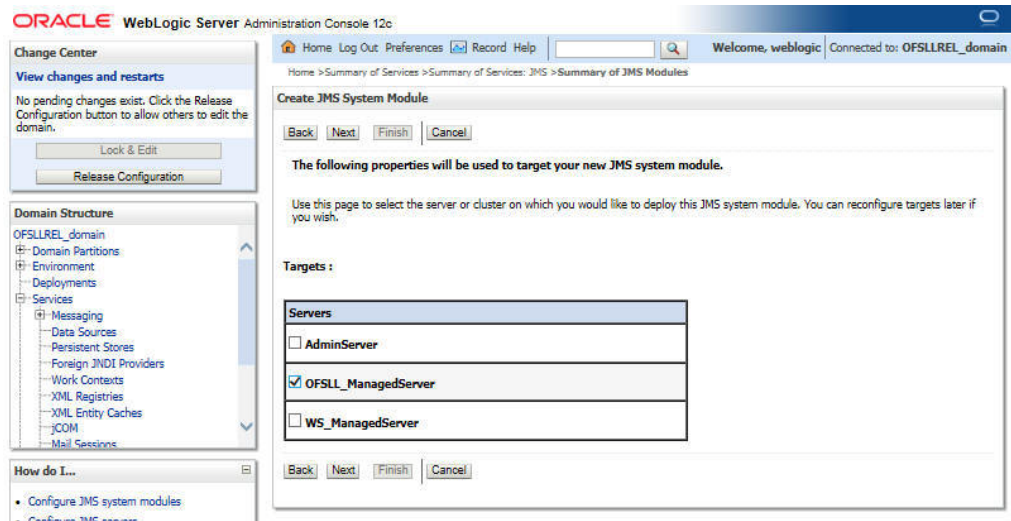 ORACLE WebLogic Server Administration Console 12c
Change Center
View changes and restarts
No pending changes exist. Click the Release
Configuration button to allow others to edit the
domain.
Lock & Edit
Release Configuration
Domain Structure
OFSLLREL_domain
Domain Partitions
Environment
Deployments
Services
Messaging
Data Sources
Persistent Stores
Foreign JNDI Providers
Work Contexts
XML Registries
XML Entity Caches
jCOM
Mail Sessions
How do I...
Configure JMS system modules
Configure JMS servers
Home Log Out Preferences Record Help
Welcome, weblogic Connected to: OFSLLREL_domain
Home >Summary of Services >Summary of Services: JMS >Summary of JMS Modules
Create JMS System Module
Back Next Finish Cancel
The following properties will be used to target your new JMS system module.
Use this page to select the server or cluster on which you would like to deploy this JMS system module. You can reconfigure targets later if
you wish.
Targets :
Servers
AdminServer
OFSLL_ManagedServer
WS_ManagedServer
Back Next Finish Cancel